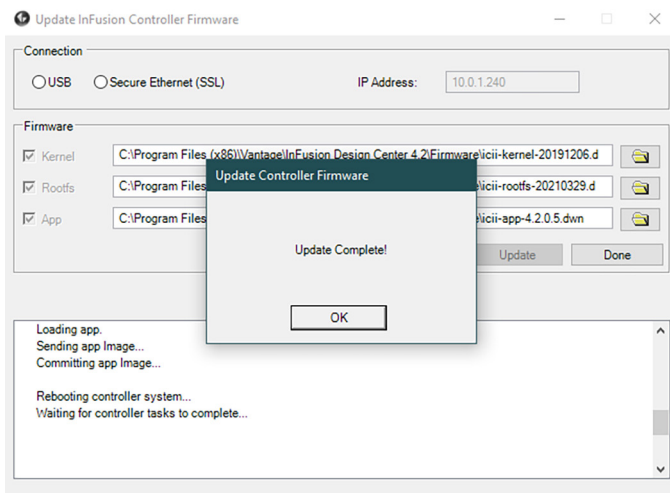 Update InFusion Controller Firmware
Connection
USB
Secure Ethernet (SSL)
IP Address:
10.0.1.240
Firmware
Kernel
C:\Program Files (x86)\Vantage\InFusion Design Center 4.2\Firmware\icii-kernel-20191206.d
Update Controller Firmware
Rootfs
C:\Program Files
\icii-rootfs-20210329.d
App
C:\Program Files
\icii-app-4.2.0.5.dwn
Update Complete!
Update
Done
OK
Loading app.
Sending app Image...
Committing app Image...
Rebooting controller system...
Waiting for controller tasks to complete...